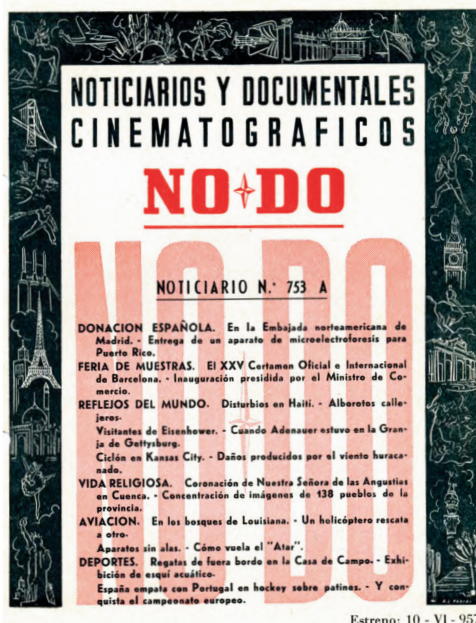 NOTICIARIOS Y DOCUMENTALES
CINEMATOGRAFICOS
NO DO
NO-DO
NOTICIARIO N.º 753 A
DONACION ESPAÑOLA. En la Embajada norteamericana de
Madrid. - Entrega de un aparato de microelectroforesis para
Puerto Rico.
FERIA DE MUESTRAS. El XXV Certamen Oficial e Internacional
de Barcelona. - Inauguración presidida por el Ministro de Co-
mercio.
REFLEJOS DEL MUNDO. Disturbios en Haití. - Alborotos calle-
jeros-
Visitantes de Eisenhower. - Cuando Adenauer estuvo en la Gran-
ja de Gettysburg.
Ciclón en Kansas City. - Daños producidos por el viento huraca-
nado.
VIDA RELIGIOSA. Coronación de Nuestra Señora de las Angustias
en Cuenca. - Concentración de imágenes de 138 pueblos de la
provincia.
AVIACION. En los bosques de Louisiana. - Un helicóptero rescata
a otro-
Aparatos sin alas. - Cómo vuela el "Atar".
DEPORTES. Regatas de fuera bordo en la Casa de Campo. - Exhi-
bición de esquí acuático-
España empata con Portugal en hockey sobre patines. - Y con-
quista el campeonato europeo.
Estreno: 10 - VI - 957